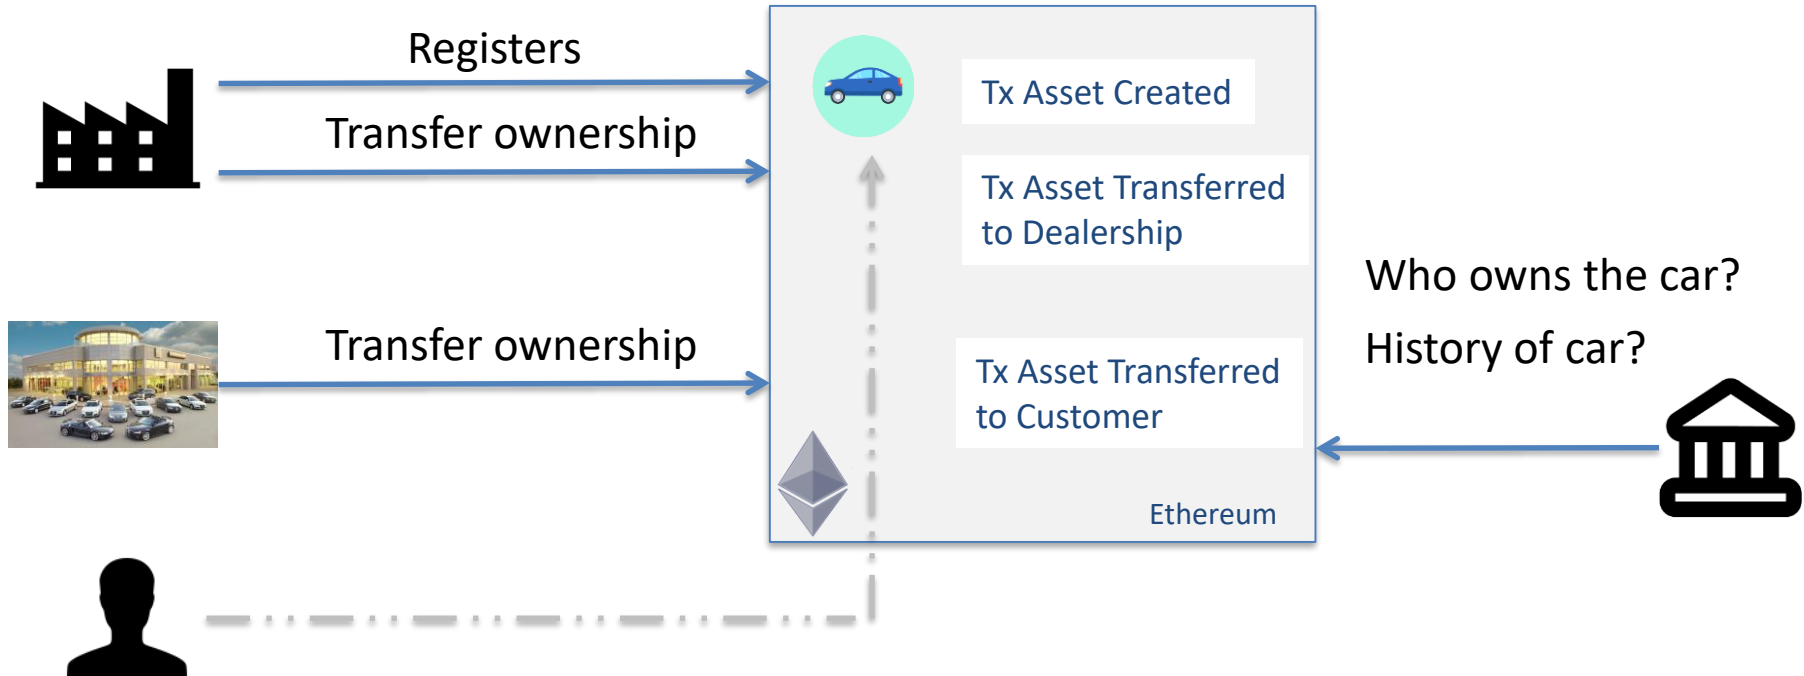 Registers
Transfer ownership
Transfer ownership
Tx Asset Created
Tx Asset Transferred
to Dealership
Tx Asset Transferred
to Customer
Ethereum
Who owns the car?
History of car?